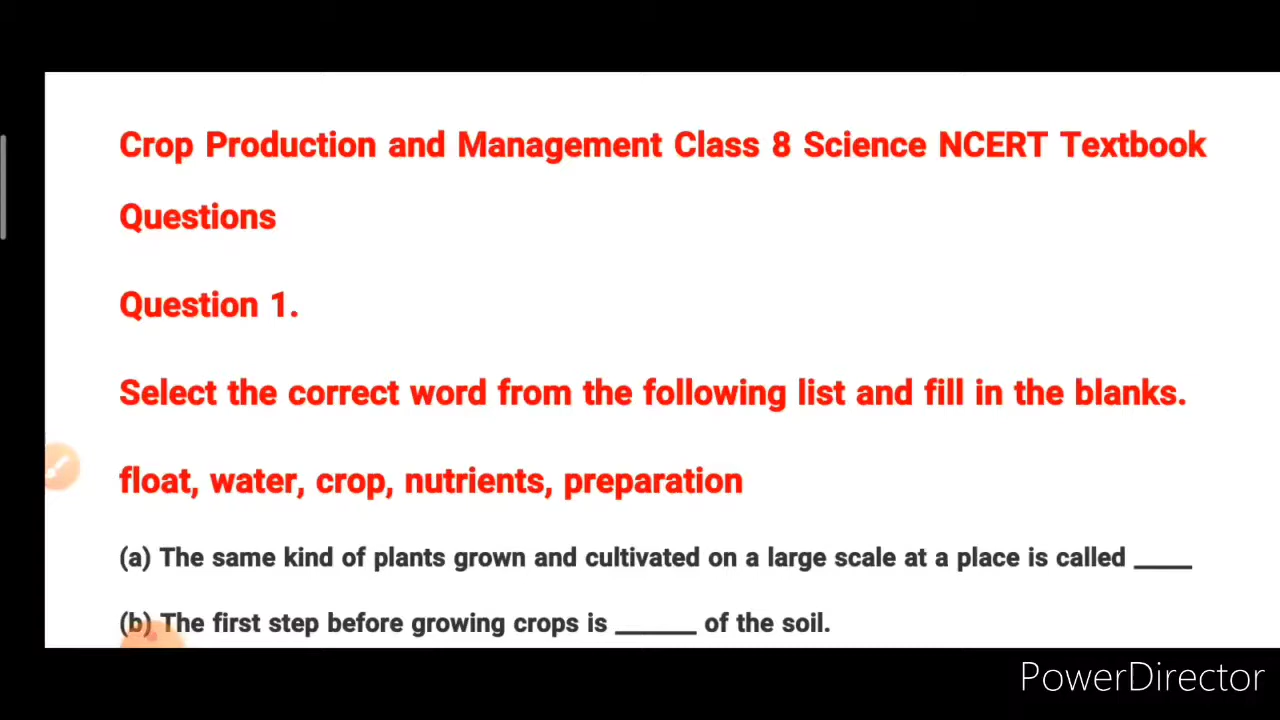 Crop Production and Management Class 8 Science NCERT Textbook
Questions
Question 1.
Select the correct word from the following list and fill in the blanks.
float, water, crop, nutrients, preparation
(a) The same kind of plants grown and cultivated on a large scale at a place is called ____
(b) The first step before growing crops is ______ of the soil.
PowerDirector